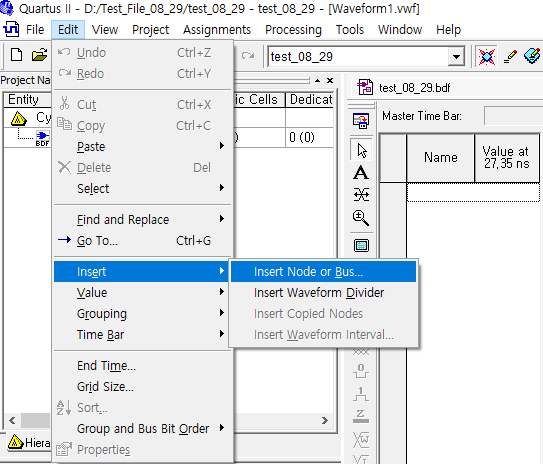 Quartus II - D:/Test_File_08_29/test_08_29 - test_08_29 - [Waveform1.vwf]
File Edit View Project Assignments Processing Tools Window
test_08_29
Project Na
Entity
ic Cells
Dedicat
Cy
BDF
)
0 (0)
Hiera
Undo Ctrl+Z
Redo Ctrl+Y
Cut Ctrl+X
Copy Ctrl+C
Paste
Delete Del
Select
Find and Replace
Go To... Ctrl+G
Insert
Value
Grouping
Time Bar
End Time...
Grid Size...
Sort...
Group and Bus Bit Order
Properties
Insert Node or Bus...
Insert Waveform Divider
Insert Copied Nodes
Insert Waveform Interval...
test_08_29.bdf
Master Time Bar:
Name
Value at
27,35 ns
A
0
1
Z